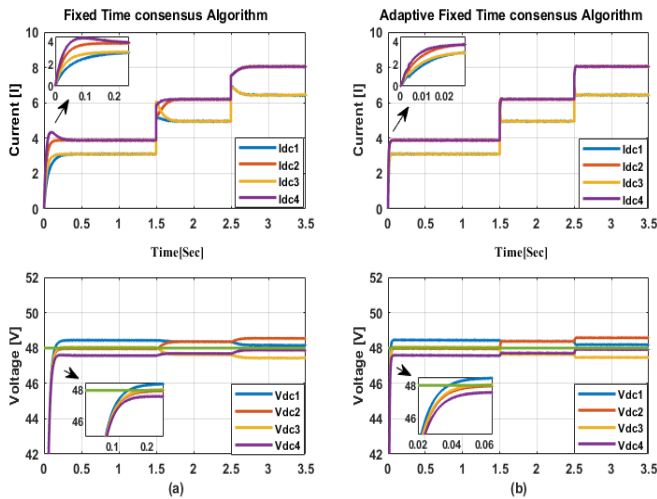 Fixed Time consensus Algorithm
Adaptive Fixed Time consensus Algorithm
Current [I]
10
8
6
4
2
0
4
2
0
0 0.1 0.2
Idc1
Idc2
Idc3
Idc4
0 0.5 1 1.5 2 2.5 3 3.5
Time[Sec]
Current [I]
10
8
6
4
2
0
4
2
0
0 0.01 0.02
Idc1
Idc2
Idc3
Idc4
0 0.5 1 1.5 2 2.5 3 3.5
Time[Sec]
Voltage [V]
52
50
48
46
44
42
48
46
0.1 0.2
Vdc1
Vdc2
Vdc3
Vdc4
0 0.5 1 1.5 2 2.5 3 3.5
(a)
Voltage [V]
52
50
48
46
44
42
48
46
0.02 0.04 0.06
Vdc1
Vdc2
Vdc3
Vdc4
0 0.5 1 1.5 2 2.5 3 3.5
(b)